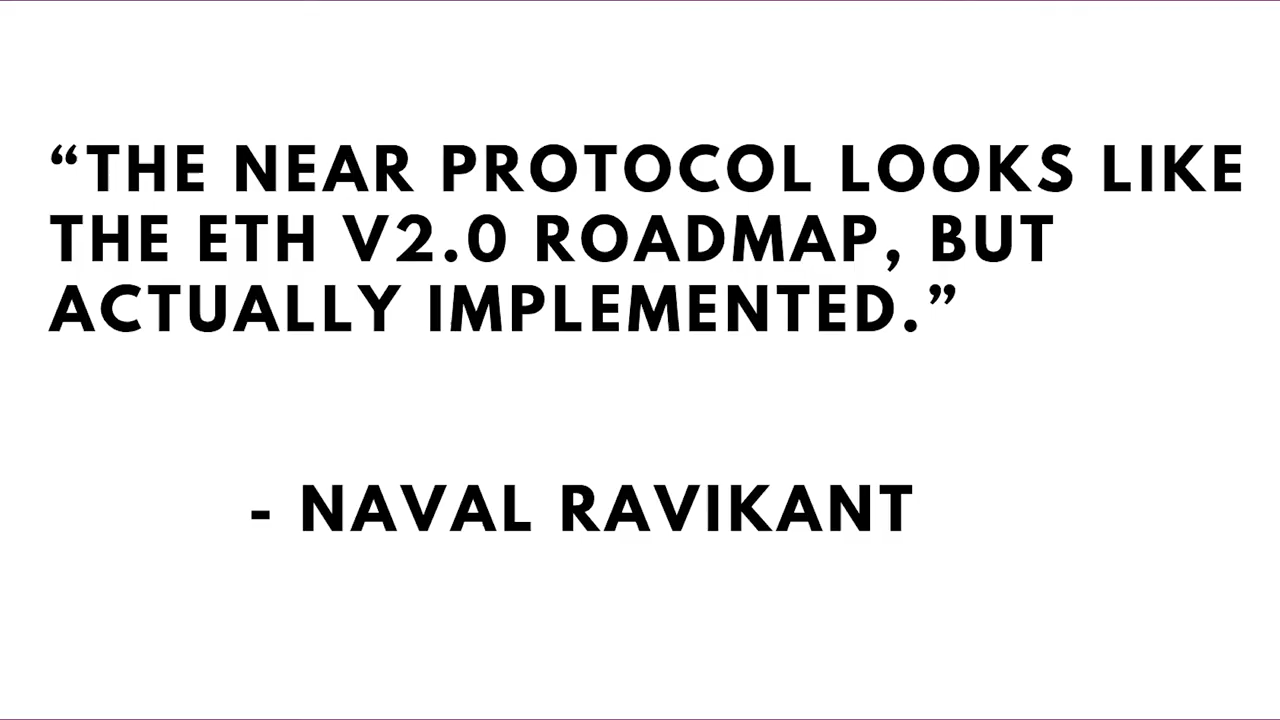 “THE NEAR PROTOCOL LOOKS LIKE
THE ETH V2.0 ROADMAP, BUT
ACTUALLY IMPLEMENTED.”
- NAVAL RAVIKANT